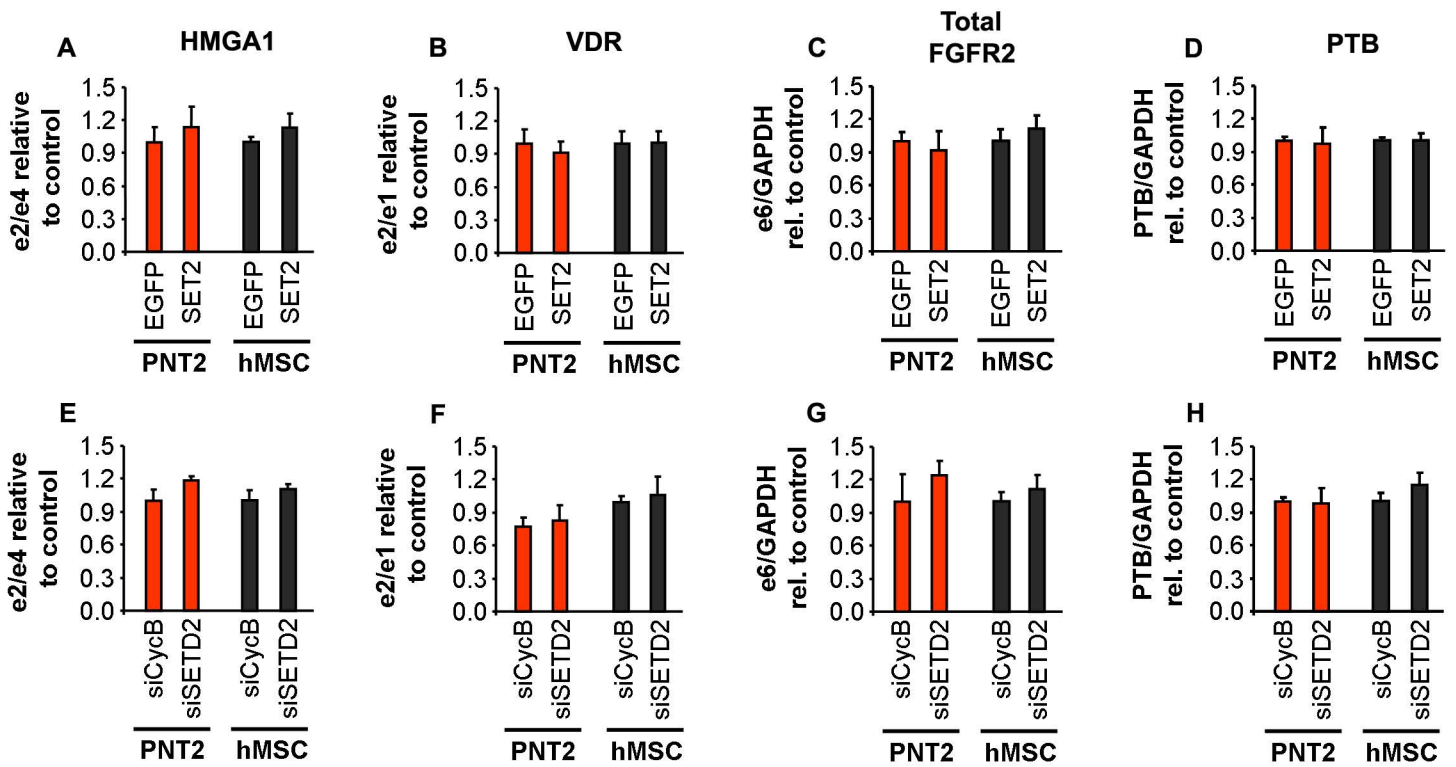 A
HMGA1
e2/e4 relative
to control
1.5
1.2
0.9
0.6
0.3
0.0
EGFP
SET2
EGFP
SET2
PNT2
hMSC
B
VDR
e2/e1 relative
to control
1.5
1.2
0.9
0.6
0.3
0.0
EGFP
SET2
EGFP
SET2
PNT2
hMSC
C
Total
FGFR2
e6/GAPDH
rel. to control
1.5
1.2
0.9
0.6
0.3
0.0
EGFP
SET2
EGFP
SET2
PNT2
hMSC
D
PTB
PTB/GAPDH
rel. to control
1.5
1.2
0.9
0.6
0.3
0.0
EGFP
SET2
EGFP
SET2
PNT2
hMSC
E
e2/e4 relative
to control
1.5
1.2
0.9
0.6
0.3
0.0
siCycB
siSETD2
siCycB
siSETD2
PNT2
hMSC
F
e2/e1 relative
to control
1.5
1.2
0.9
0.6
0.3
0.0
siCycB
siSETD2
siCycB
siSETD2
PNT2
hMSC
G
e6/GAPDH
rel. to control
1.5
1.2
0.9
0.6
0.3
0.0
siCycB
siSETD2
siCycB
siSETD2
PNT2
hMSC
H
PTB/GAPDH
rel. to control
1.5
1.2
0.9
0.6
0.3
0.0
siCycB
siSETD2
siCycB
siSETD2
PNT2
hMSC